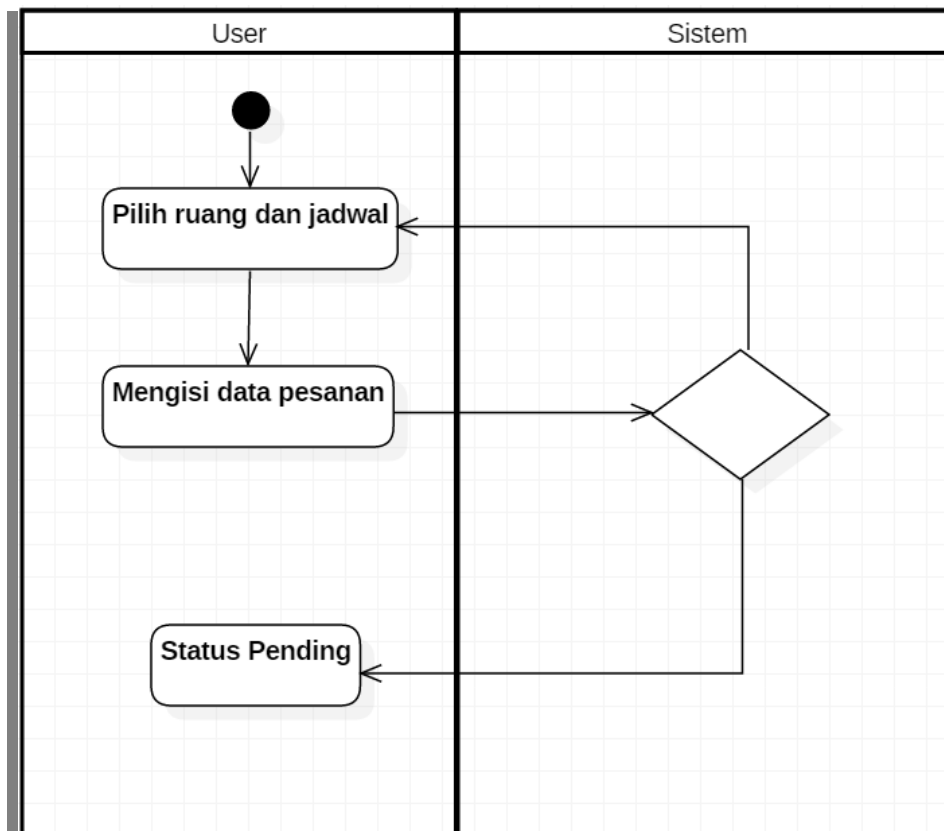 User
Sistem
Pilih ruang dan jadwal
Mengisi data pesanan
Status Pending